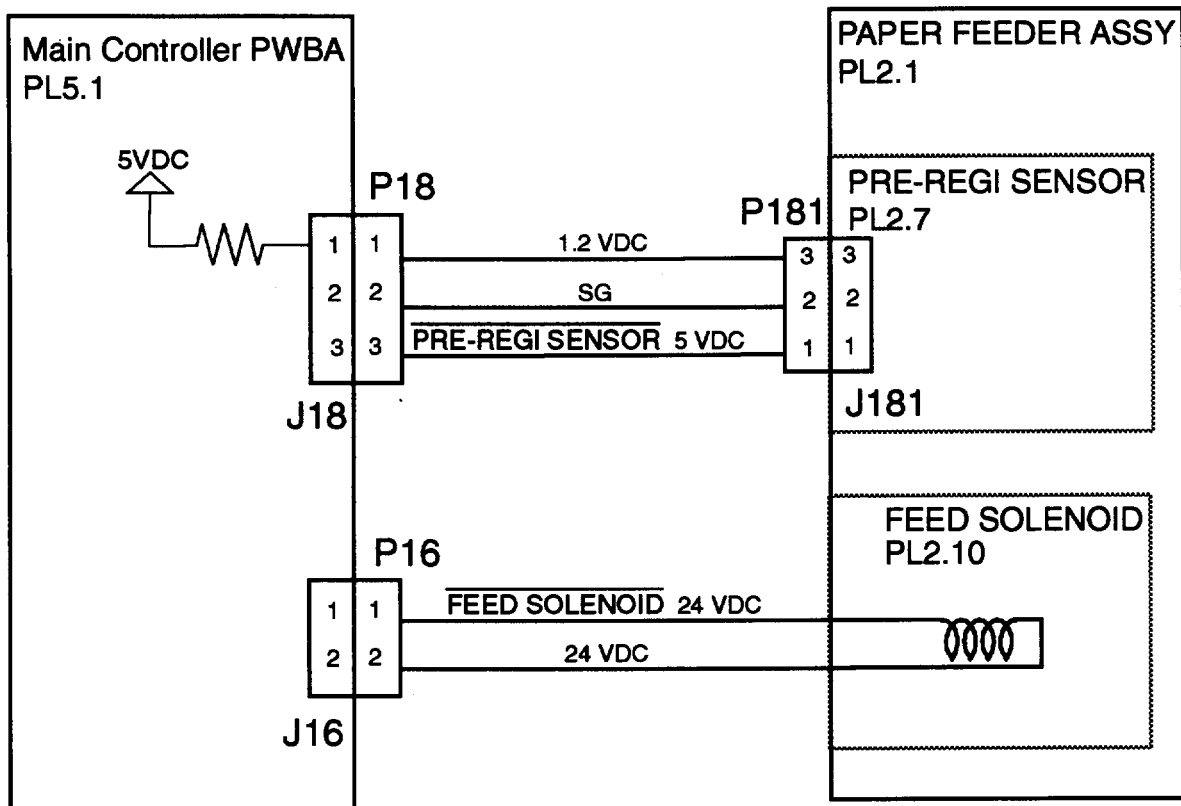 Main Controller PWBA
PL5.1
5VDC
P18
J18
1 1
2 2
3 3
1.2 VDC
SG
PRE-REGI SENSOR 5 VDC
P181
3 3
2 2
1 1
J181
PAPER FEEDER ASSY
PL2.1
PRE-REGI SENSOR
PL2.7
P16
1 1
2 2
J16
FEED SOLENOID 24 VDC
24 VDC
FEED SOLENOID
PL2.10